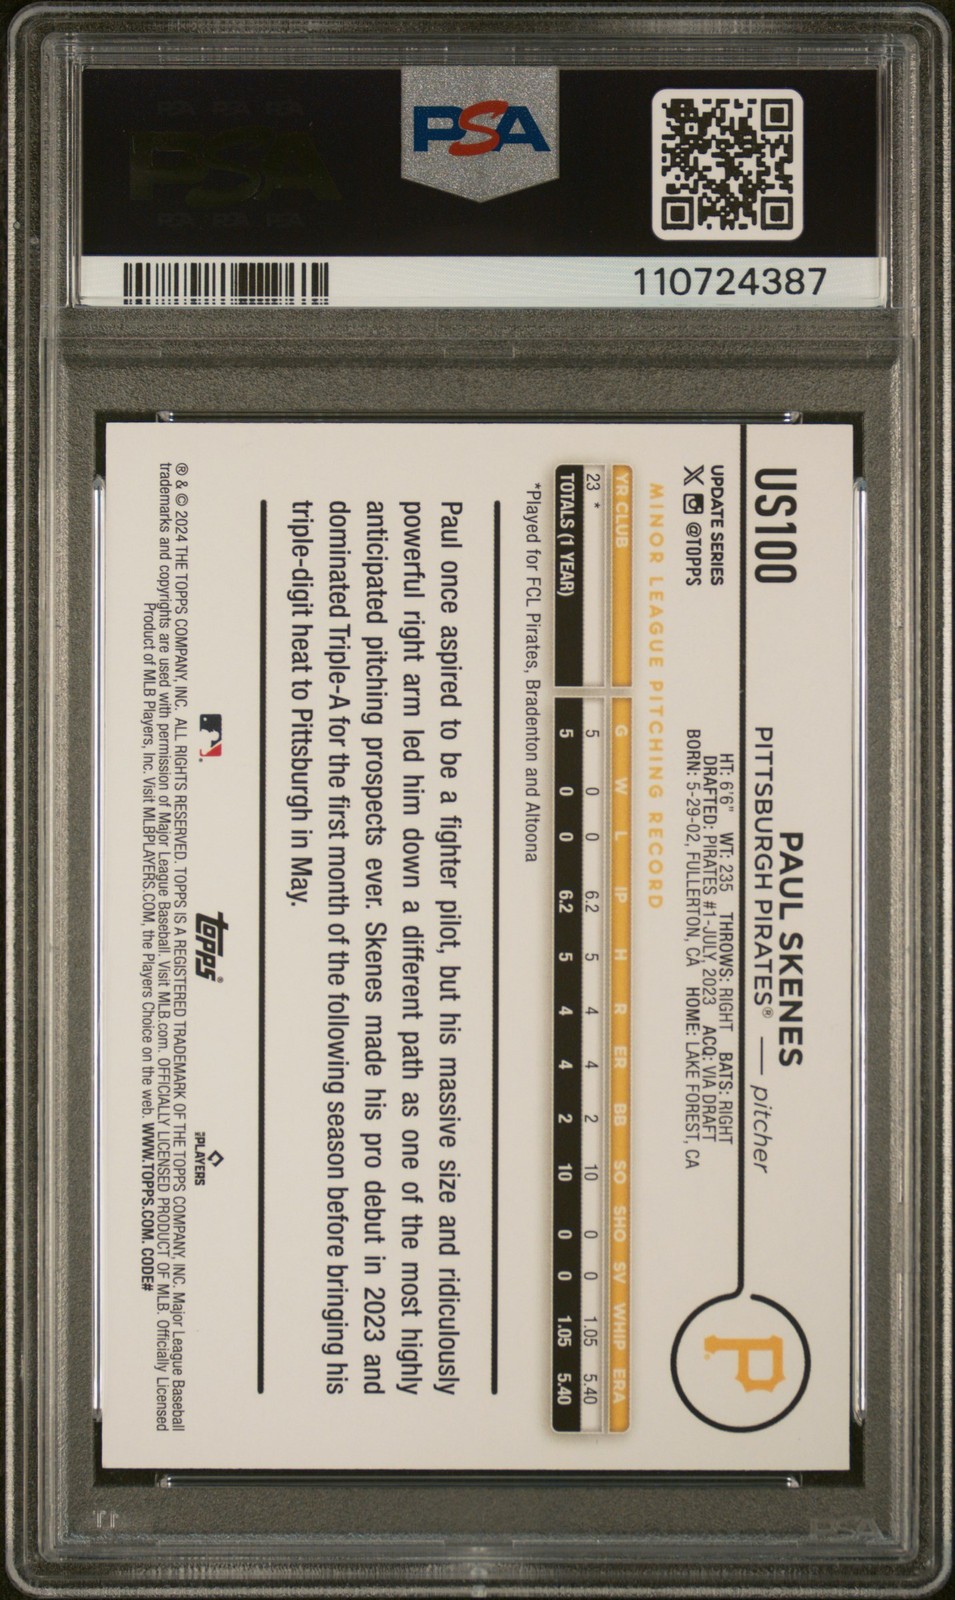 PSA
110724387
US100
PAUL SKENES
PITTSBURGH PIRATES® — pitcher
UPDATE SERIES
X @TOPPS
HT: 6'6" WT: 235 THROWS: RIGHT BATS: RIGHT
DRAFTED: PIRATES #1-JULY, 2023 ACQ: VIA DRAFT
BORN: 5-29-02, FULLERTON, CA HOME: LAKE FOREST, CA
P
MINOR LEAGUE PITCHING RECORD
YR CLUB G W L IP H R ER BB SO SHO SV WHIP ERA
23 * 5 0 0 6.2 5 4 4 2 10 0 0 1.05 5.40
TOTALS (1 YEAR) 5 0 0 6.2 5 4 4 2 10 0 0 1.05 5.40
*Played for FCL Pirates, Bradenton and Altoona
Paul once aspired to be a fighter pilot, but his massive size and ridiculously
powerful right arm led him down a different path as one of the most highly
anticipated pitching prospects ever. Skenes made his pro debut in 2023 and
dominated Triple-A for the first month of the following season before bringing his
triple-digit heat to Pittsburgh in May.
topps®
PLAYERS
® & © 2024 THE TOPPS COMPANY, INC. ALL RIGHTS RESERVED. TOPPS IS A REGISTERED TRADEMARK OF THE TOPPS COMPANY, INC. Major League Baseball
trademarks and copyrights are used with permission of Major League Baseball. Visit MLB.com. OFFICIALLY LICENSED PRODUCT OF MLB. Officially Licensed
Product of MLB Players, Inc. Visit MLBPLAYERS.COM, the Players Choice on the web. WWW.TOPPS.COM. CODE#
PSA